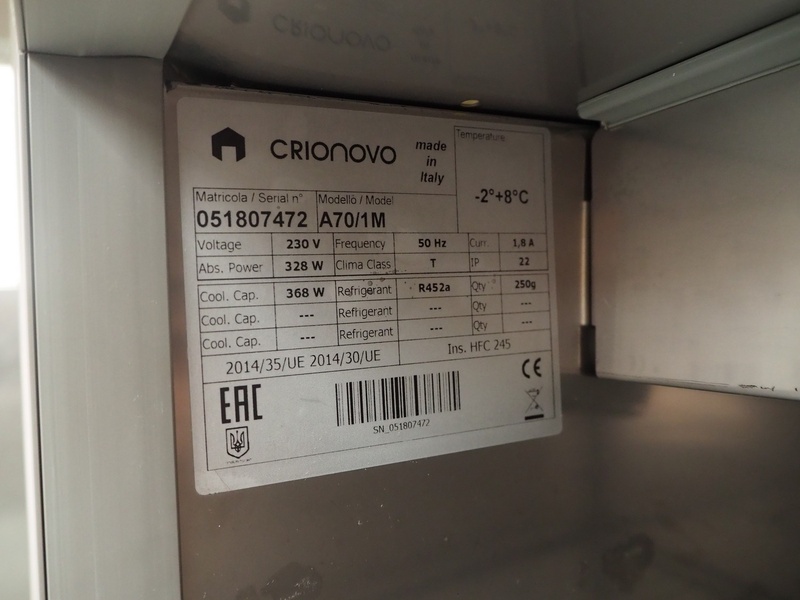 CRIONOVO
made
in
Italy
Temperature
-2°+8°C
Matricola / Serial n° Modello / Model
051807472 A70/1M
Voltage 230 V Frequency 50 Hz Curr. 1,8 A
Abs. Power 328 W Clima Class T IP 22
Cool. Cap. 368 W Refrigerant R452a Qty 250g
Cool. Cap. --- Refrigerant --- Qty ---
Cool. Cap. --- Refrigerant --- Qty ---
2014/35/UE 2014/30/UE Ins. HFC 245
EAC CE
SN_051807472